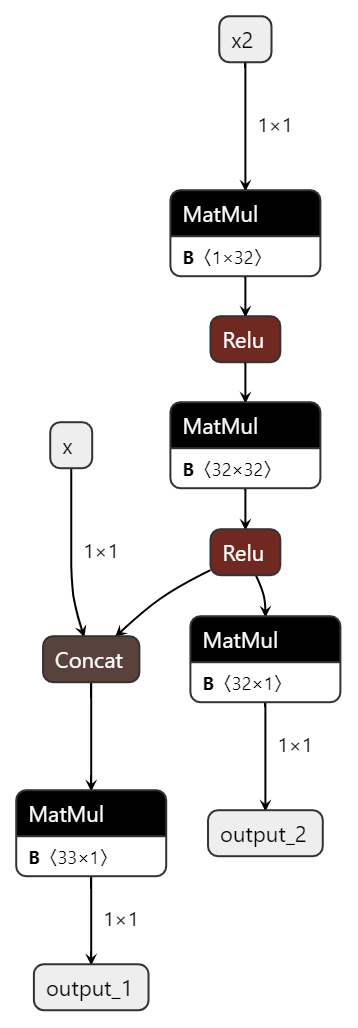 x2
1×1
MatMul
B 〈1×32〉
Relu
MatMul
B 〈32×32〉
x
1×1
Relu
Concat
MatMul
B 〈32×1〉
1×1
MatMul
B 〈33×1〉
output_2
1×1
output_1